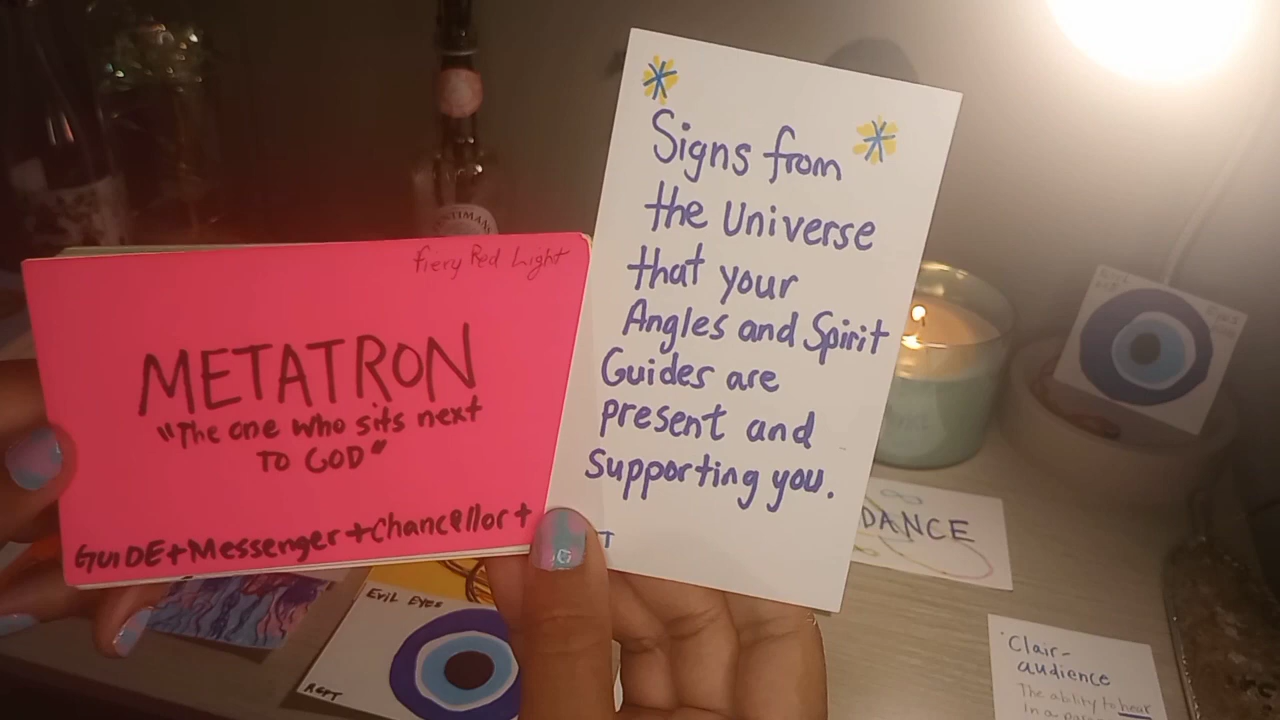 fiery Red Light
METATRON
"The one who sits next
TO GOD"
GUIDE+Messenger+Chancellor+
Signs from
the Universe
that your
Angles and Spirit
Guides are
present and
supporting you.
T
EVIL EYES
DANCE
Clair-
audience
The ability to hear